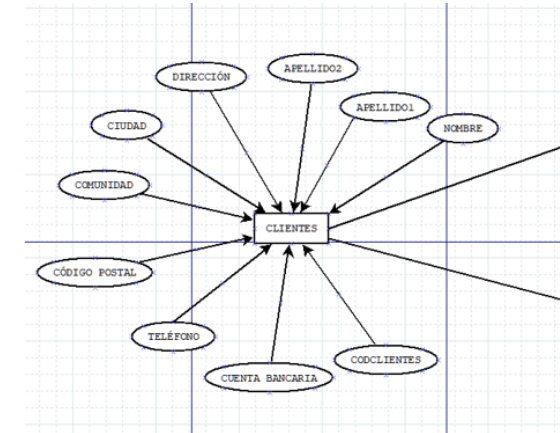 APELLIDO2
DIRECCIÓN
APELLIDO1
CIUDAD
NOMBRE
COMUNIDAD
CLIENTES
CÓDIGO POSTAL
TELÉFONO
CODCLIENTES
CUENTA BANCARIA